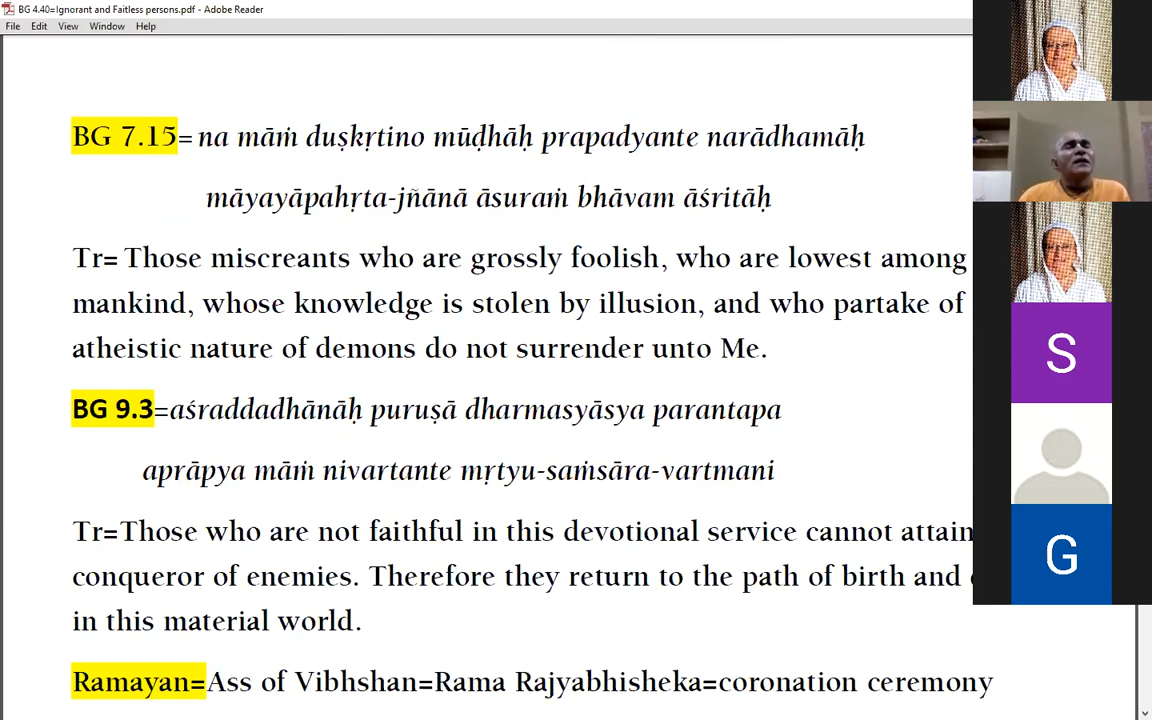 BG 4.40=Ignorant and Faitless persons.pdf - Adobe Reader
File Edit View Window Help
BG 7.15= na māṁ duṣkṛtino mūḍhāḥ prapadyante narādhamāḥ
māyayāpahṛta-jñānā āsuraṁ bhāvam āśritāḥ
Tr= Those miscreants who are grossly foolish, who are lowest among
mankind, whose knowledge is stolen by illusion, and who partake of
atheistic nature of demons do not surrender unto Me.
BG 9.3=aśraddadhānāḥ puruṣā dharmasyāsya parantapa
aprāpya māṁ nivartante mṛtyu-saṁsāra-vartmani
Tr=Those who are not faithful in this devotional service cannot attain
conqueror of enemies. Therefore they return to the path of birth and
in this material world.
Ramayan=Ass of Vibhshan=Rama Rajyabhisheka=coronation ceremony
S
G